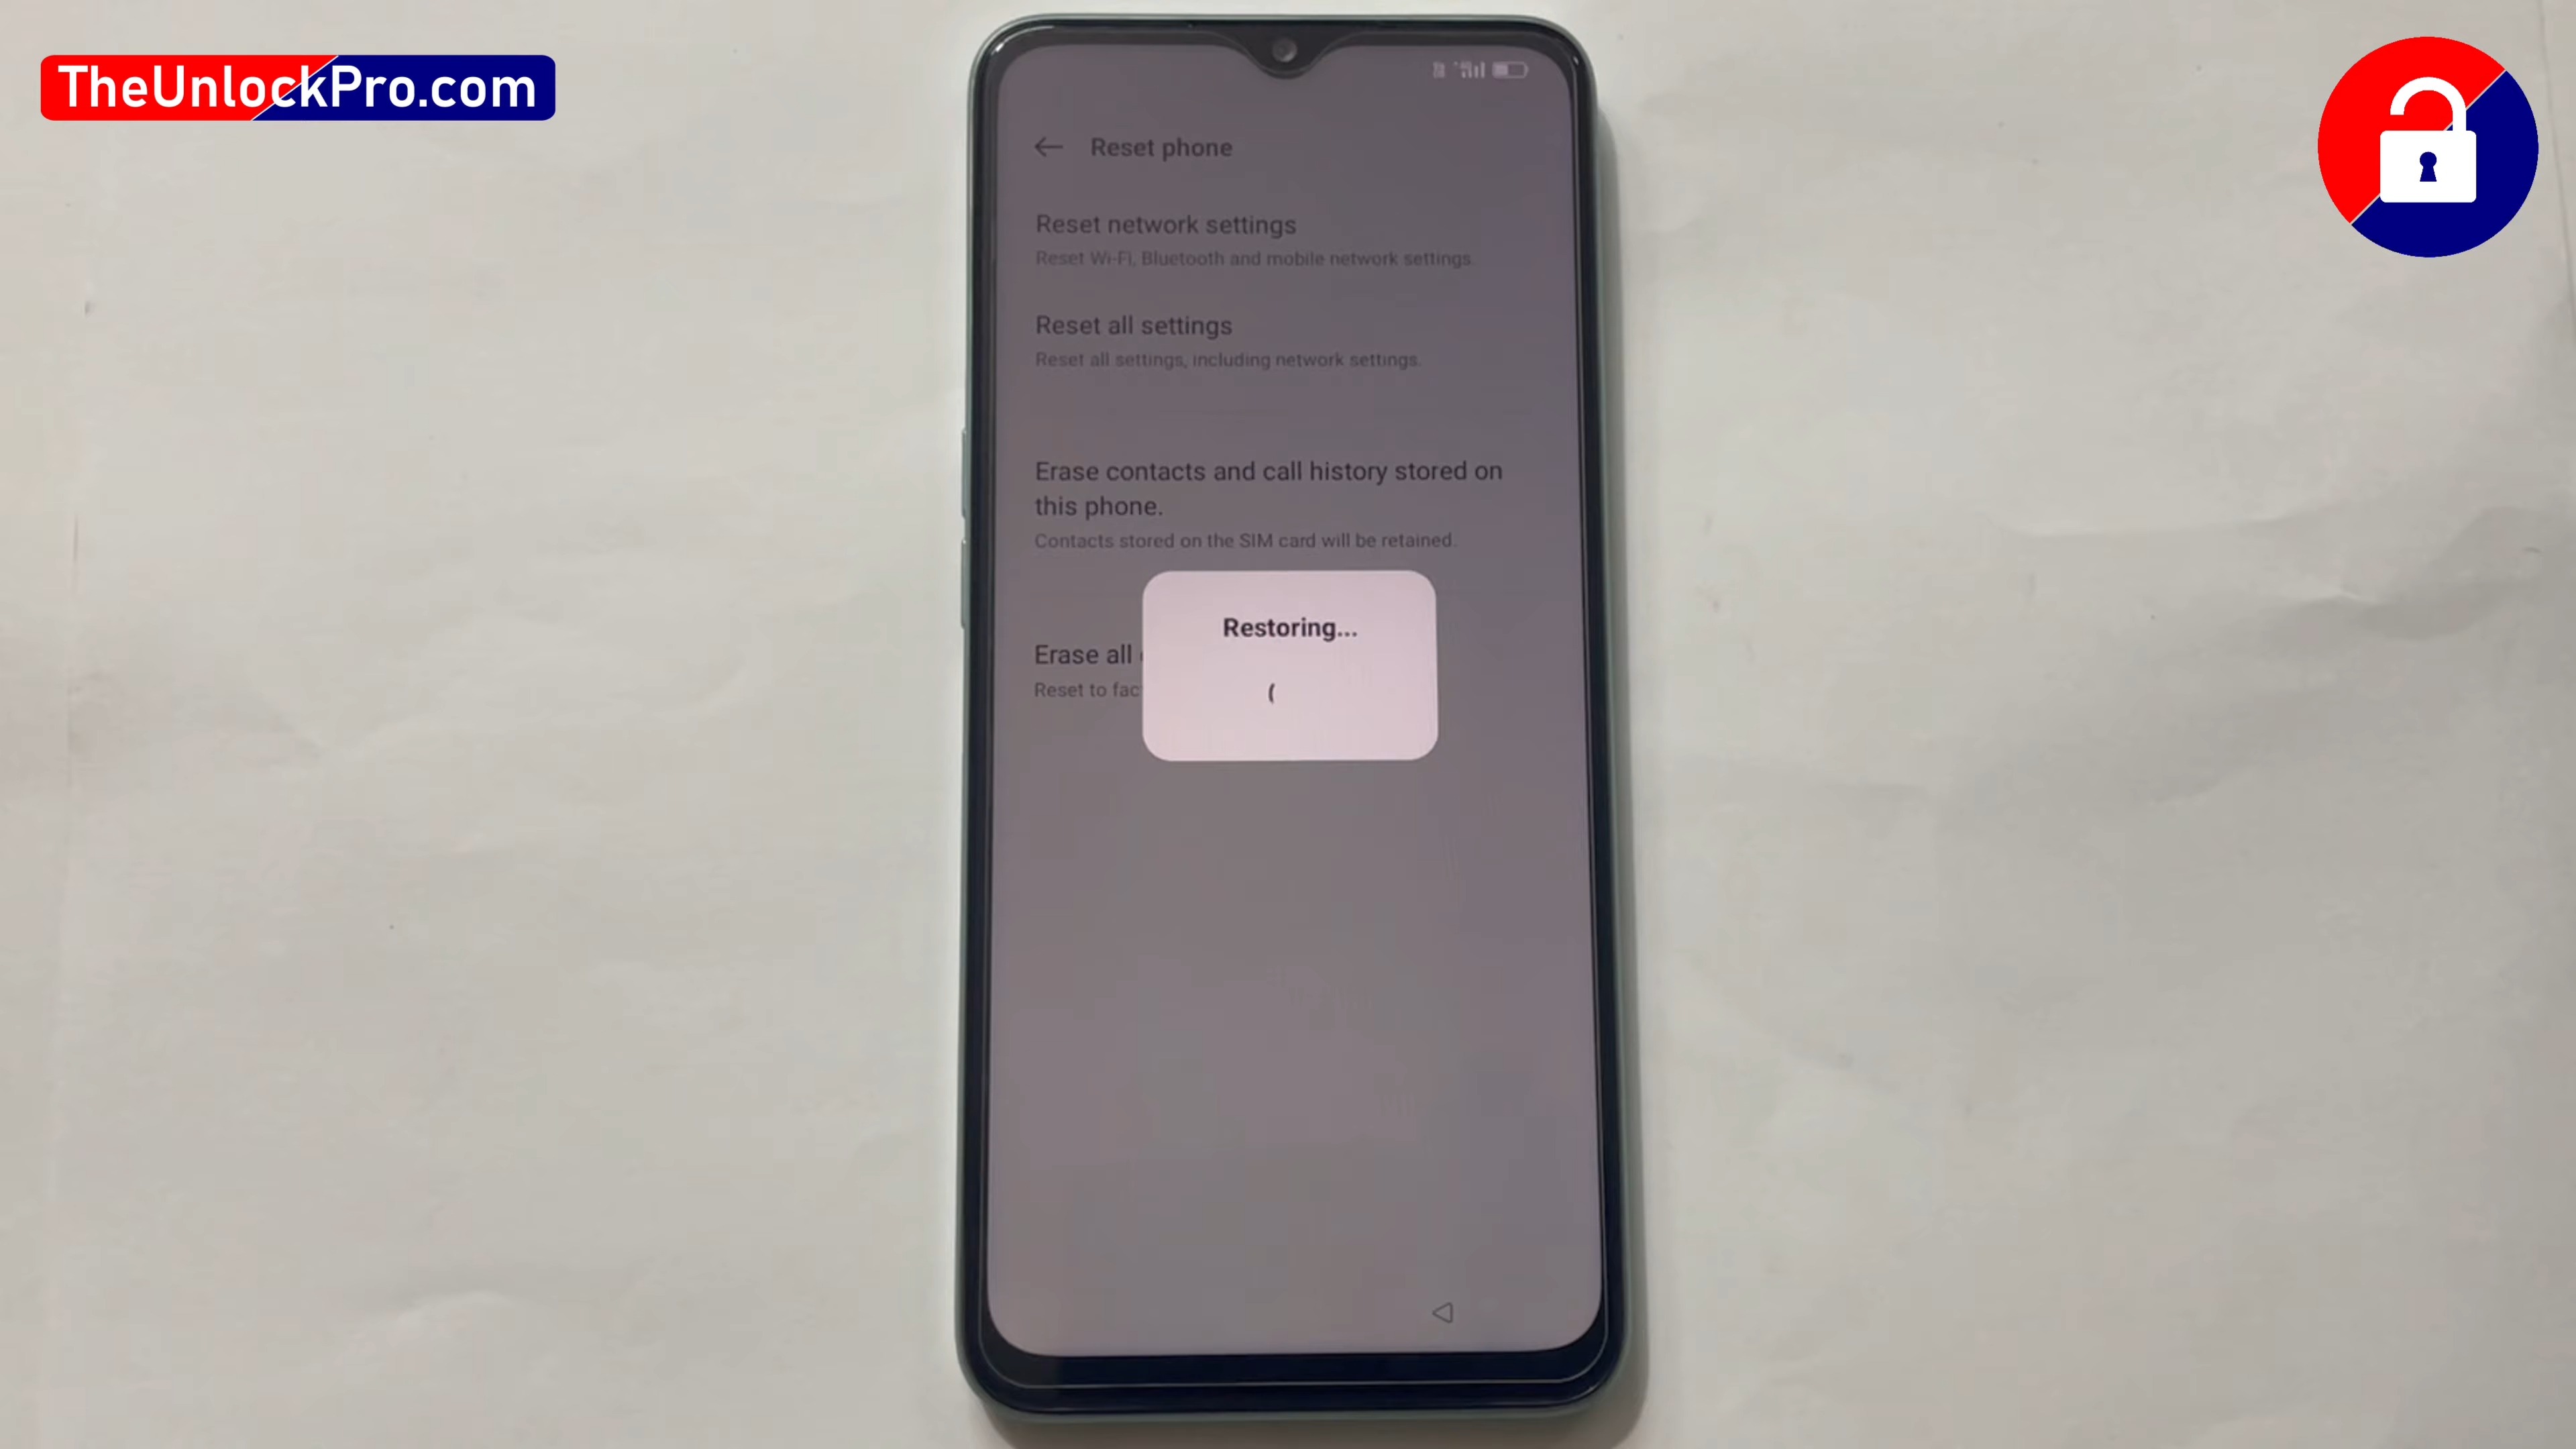 TheUnlockPro.com
Reset phone
Reset network settings
Reset Wi-Fi, Bluetooth and mobile network settings.
Reset all settings
Reset all settings, including network settings.
Erase contacts and call history stored on
this phone.
Contacts stored on the SIM card will be retained.
Restoring...
Erase all
Reset to fac